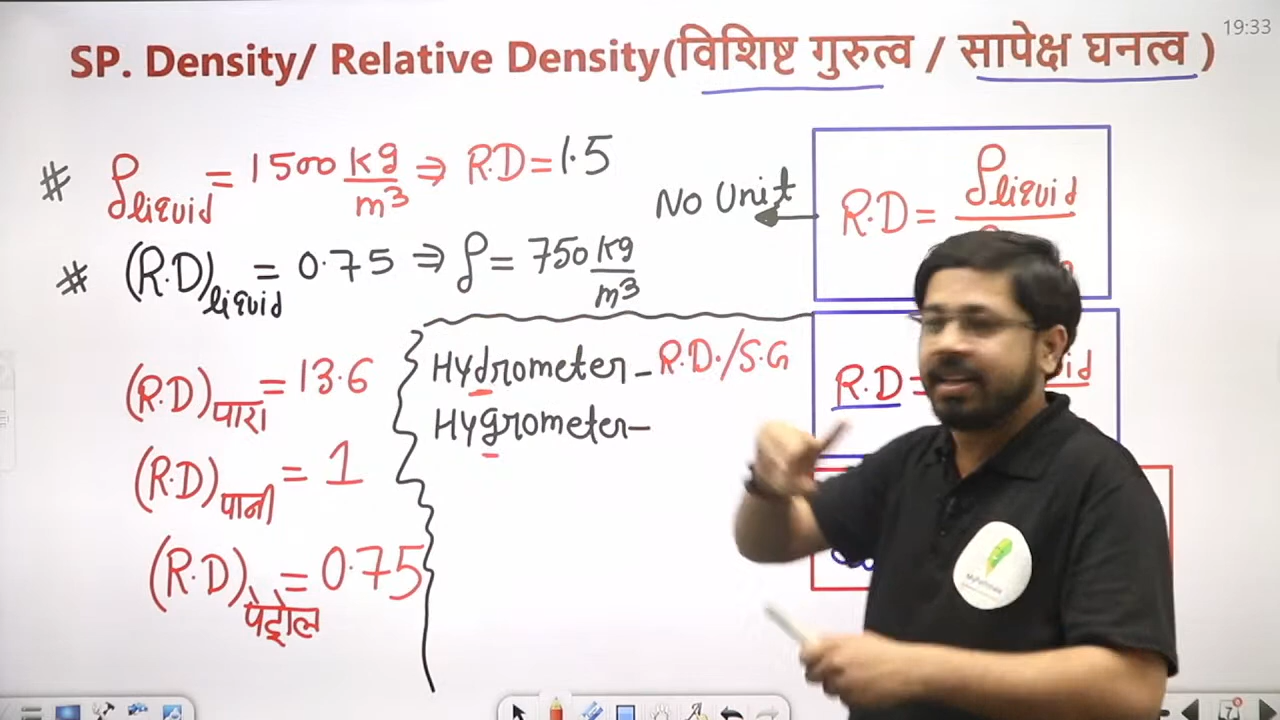 19:33
SP. Density/ Relative Density(विशिष्ट गुरुत्व / सापेक्ष घनत्व )
# ρliquid = 1500 kg/m³ ⇒ R.D = 1.5
No Unit
R.D = ρliquid
# (R.D)liquid = 0.75 ⇒ ρ = 750 kg/m³
Hydrometer - R.D./S.G
R.D =
Hygrometer -
(R.D)पारा = 13.6
(R.D)पानी = 1
(R.D)पेट्रोल = 0.75
7